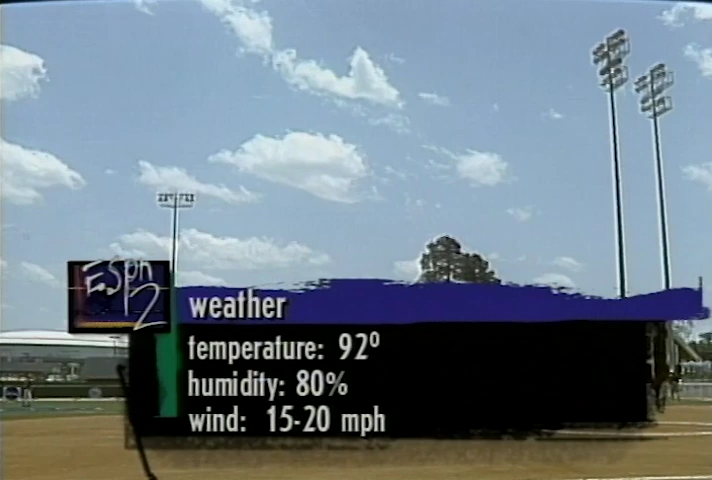 ESPN
2
weather
temperature: 92º
humidity: 80%
wind: 15-20 mph